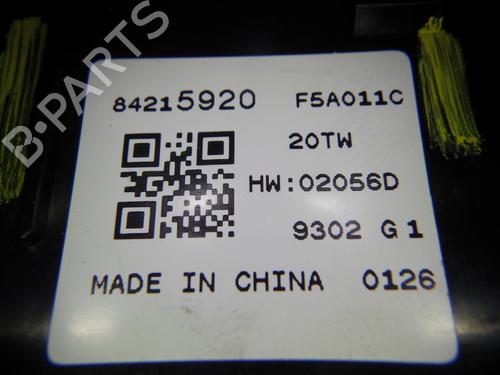 B-PARTS
84215920 F5A011C
20TW
HW:02056D
9302 G1
MADE IN CHINA 0126